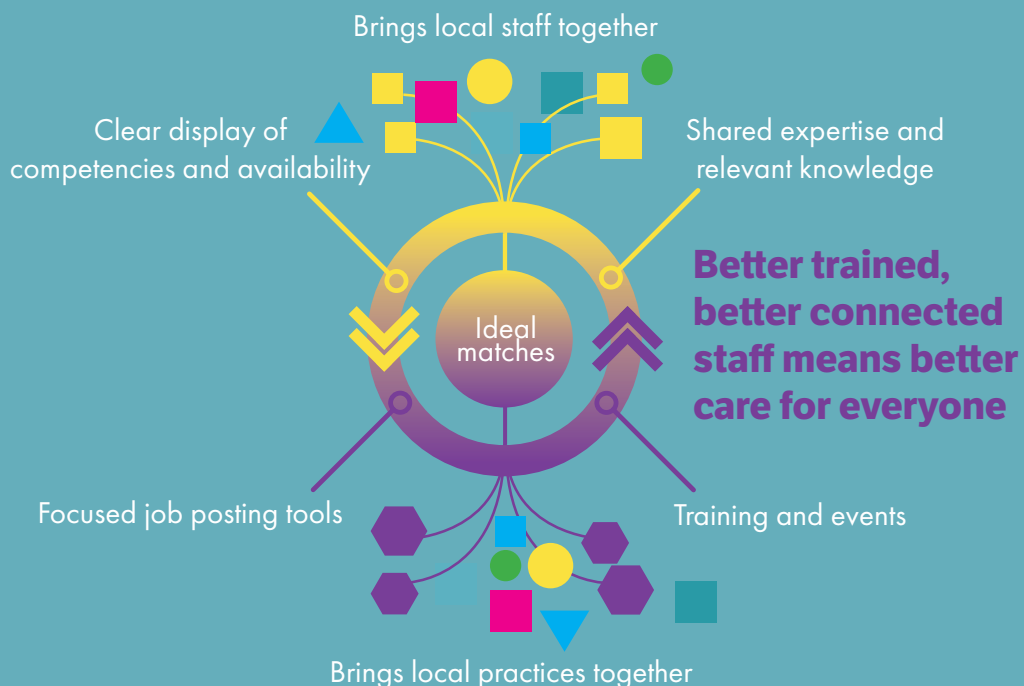 Brings local staff together
Clear display of
competencies and availability
Shared expertise and
relevant knowledge
Ideal
matches
Better trained,
better connected
staff means better
care for everyone
Focused job posting tools
Training and events
Brings local practices together